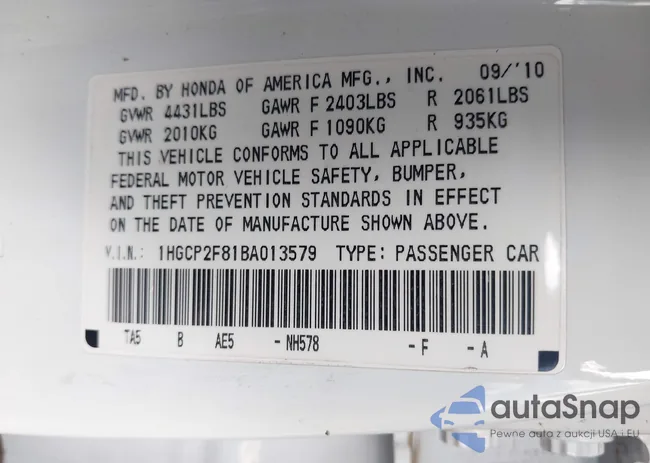 MFD. BY HONDA OF AMERICA MFG., INC. 09/'10
GVWR 4431LBS GAWR F 2403LBS R 2061LBS
GVWR 2010KG GAWR F 1090KG R 935KG
THIS VEHICLE CONFORMS TO ALL APPLICABLE
FEDERAL MOTOR VEHICLE SAFETY, BUMPER,
AND THEFT PREVENTION STANDARDS IN EFFECT
ON THE DATE OF MANUFACTURE SHOWN ABOVE.
V.I.N.: 1HGCP2F81BA013579 TYPE: PASSENGER CAR
TA5 B AE5 - NH578 - F - A
autaSnap
Pewne auta z aukcji USA i EU